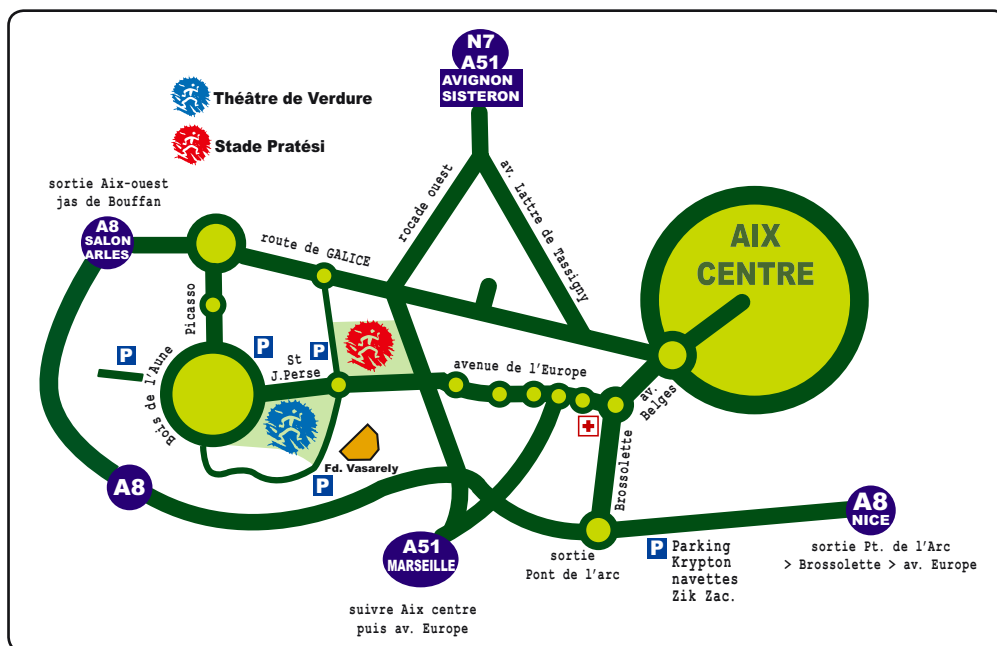 N7
A51
AVIGNON
SISTERON
Théâtre de Verdure
Stade Pratési
sortie Aix-ouest
jas de Bouffan
A8
SALON
ARLES
route de GALICE
rocade ouest
av. Lattre de Tassigny
AIX
CENTRE
Picasso
P
Bois de l'Aune
P
St
J.Perse
P
avenue de l'Europe
av.
Belges
Fd. Vasarely
P
Brossolette
A8
A51
MARSEILLE
suivre Aix centre
puis av. Europe
sortie
Pont de l'arc
P
Parking
Krypton
navettes
Zik Zac.
A8
NICE
sortie Pt. de l'Arc
> Brossolette > av. Europe